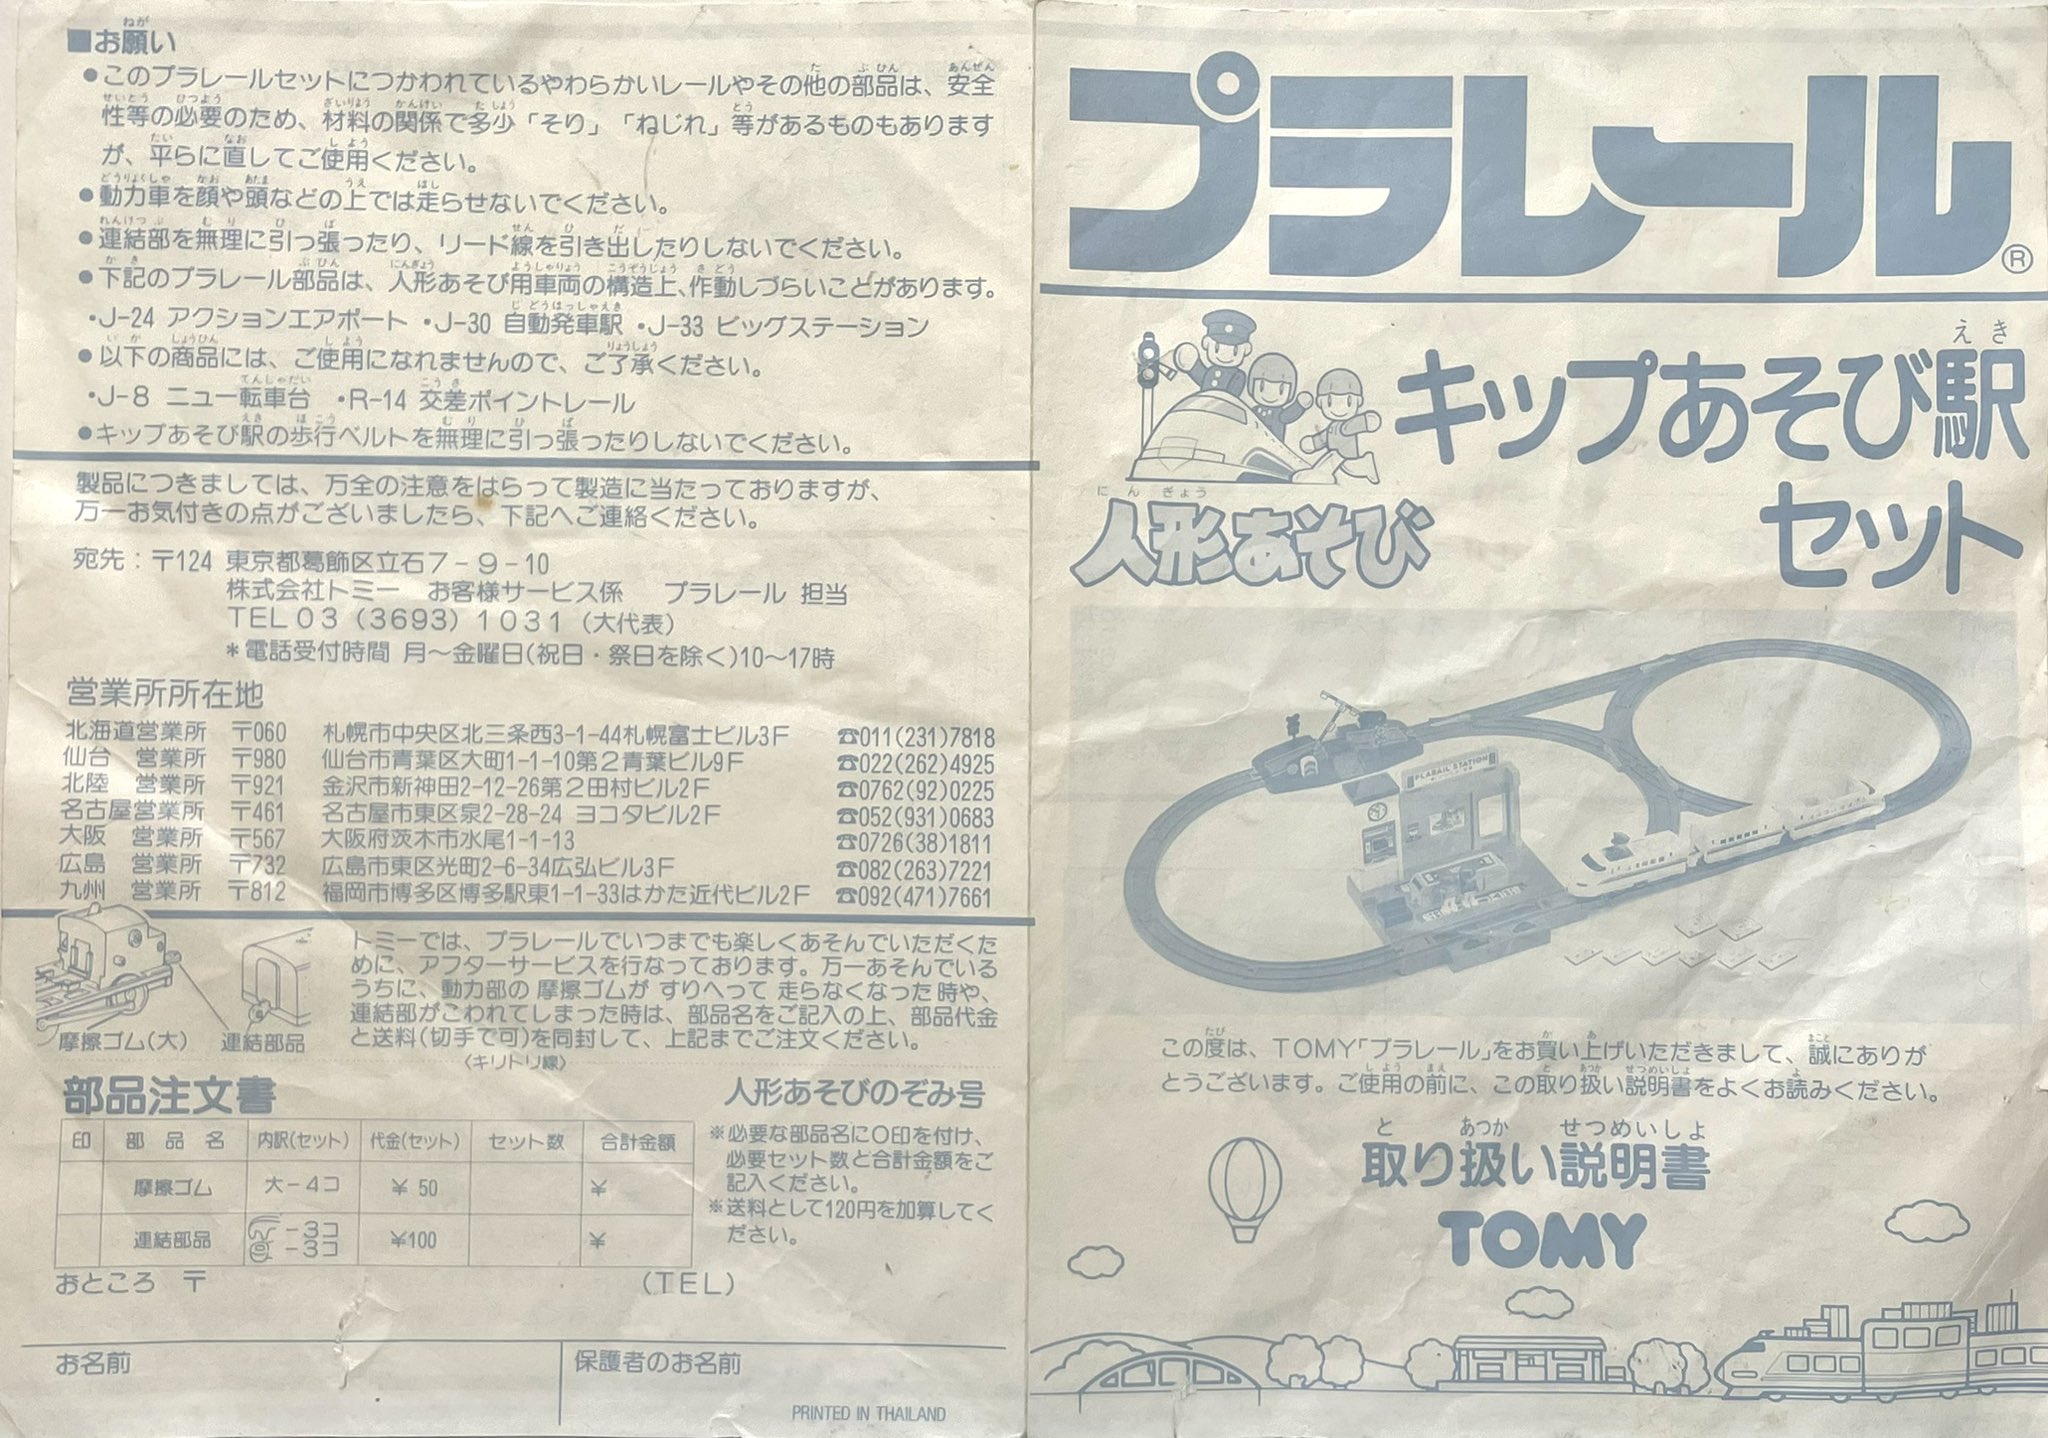 ■お願い
●このプラレールセットにつかわれているやわらかいレールやその他の部品は、安全
性等の必要のため、材料の関係で多少「そり」「ねじれ」等があるものもあります
が、平らに直してご使用ください。
●動力車を顔や頭などの上では走らせないでください。
●連結部を無理に引っ張ったり、リード線を引き出したりしないでください。
●下記のプラレール部品は、人形あそび用車両の構造上、作動しづらいことがあります。
・J-24 アクションエアポート ・J-30 自動発車駅 ・J-33 ビッグステーション
●以下の商品には、ご使用になれませんので、ご了承ください。
・J-8 ニュー転車台 ・R-14 交差ポイントレール
●キップあそび駅の歩行ベルトを無理に引っ張ったりしないでください。
製品につきましては、万全の注意をはらって製造に当たっておりますが、
万一お気付きの点がございましたら、下記へご連絡ください。
宛先：〒124 東京都葛飾区立石7-9-10
株式会社トミー お客様サービス係 プラレール 担当
TEL 03（3693）1031（大代表）
＊電話受付時間 月～金曜日(祝日・祭日を除く)10～17時
営業所所在地
北海道営業所 〒060 札幌市中央区北三条西3-1-44札幌富士ビル3F ☎011(231)7818
仙台 営業所 〒980 仙台市青葉区大町1-1-10第2青葉ビル9F ☎022(262)4925
北陸 営業所 〒921 金沢市新神田2-12-26第2田村ビル2F ☎0762(92)0225
名古屋営業所 〒461 名古屋市東区泉2-28-24 ヨコタビル2F ☎052(931)0683
大阪 営業所 〒567 大阪府茨木市水尾1-1-13 ☎0726(38)1811
広島 営業所 〒732 広島市東区光町2-6-34広弘ビル3F ☎082(263)7221
九州 営業所 〒812 福岡市博多区博多駅東1-1-33はかた近代ビル2F ☎092(471)7661
トミーでは、プラレールでいつまでも楽しくあそんでいただくた
めに、アフターサービスを行なっております。万一あそんでいる
うちに、動力部の 摩擦ゴムが すりへって 走らなくなった時や、
連結部がこわれてしまった時は、部品名をご記入の上、部品代金
と送料(切手で可)を同封して、上記までご注文ください。
摩擦ゴム(大) 連結部品
〈キリトリ線〉
部品注文書 人形あそびのぞみ号
印 部品名 内訳(セット) 代金(セット) セット数 合計金額
摩擦ゴム 大-4コ ¥50 ¥
連結部品 -3コ ¥100 ¥
-3コ
※必要な部品名に○印を付け、
必要セット数と合計金額をご
記入ください。
※送料として120円を加算してく
ださい。
おところ 〒 (TEL)
お名前 保護者のお名前
PRINTED IN THAILAND
プラレール®
えき
キップあそび駅
セット
にんぎょう
人形あそび
PLARAIL STATION
この度は、TOMY「プラレール」をお買い上げいただきまして、誠にありが
とうございます。ご使用の前に、この取り扱い説明書をよくお読みください。
と あつか せつめいしょ
取り扱い説明書
TOMY